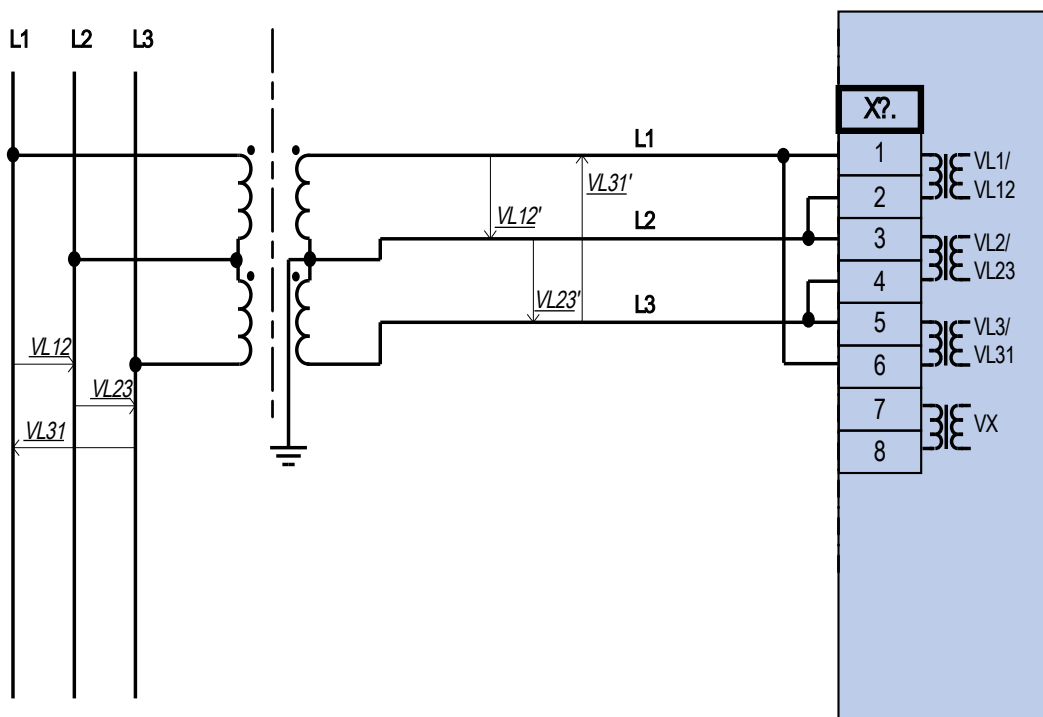 L1 L2 L3
X?.
L1
1
VL1/
VL12
VL31'
2
VL12'
L2
3
VL2/
VL23
4
VL23'
L3
5
VL3/
VL31
VL12
6
VL23
7
VX
VL31
8